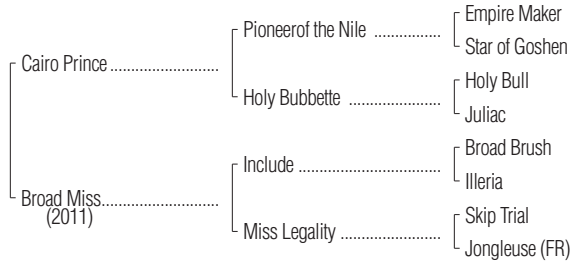 Empire Maker
Pioneerof the Nile ..................
Star of Goshen
Cairo Prince .............................
Holy Bull
Holy Bubbette .........................
Juliac
Broad Brush
Include ......................................
Illeria
Broad Miss...............................
(2011)
Skip Trial
Miss Legality ...........................
Jongleuse (FR)